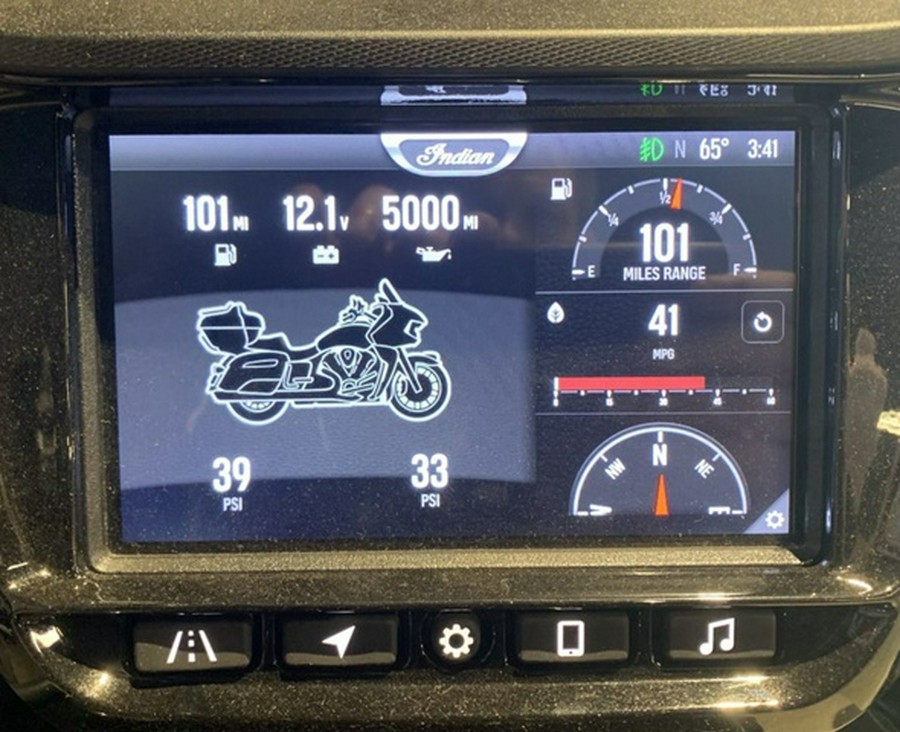 Indian
N 65° 3:41
101 MI 12.1 V 5000 MI
1/4 1/2 3/4
E 101 F
MILES RANGE
41
MPG
N
NW NE
39 33
PSI PSI